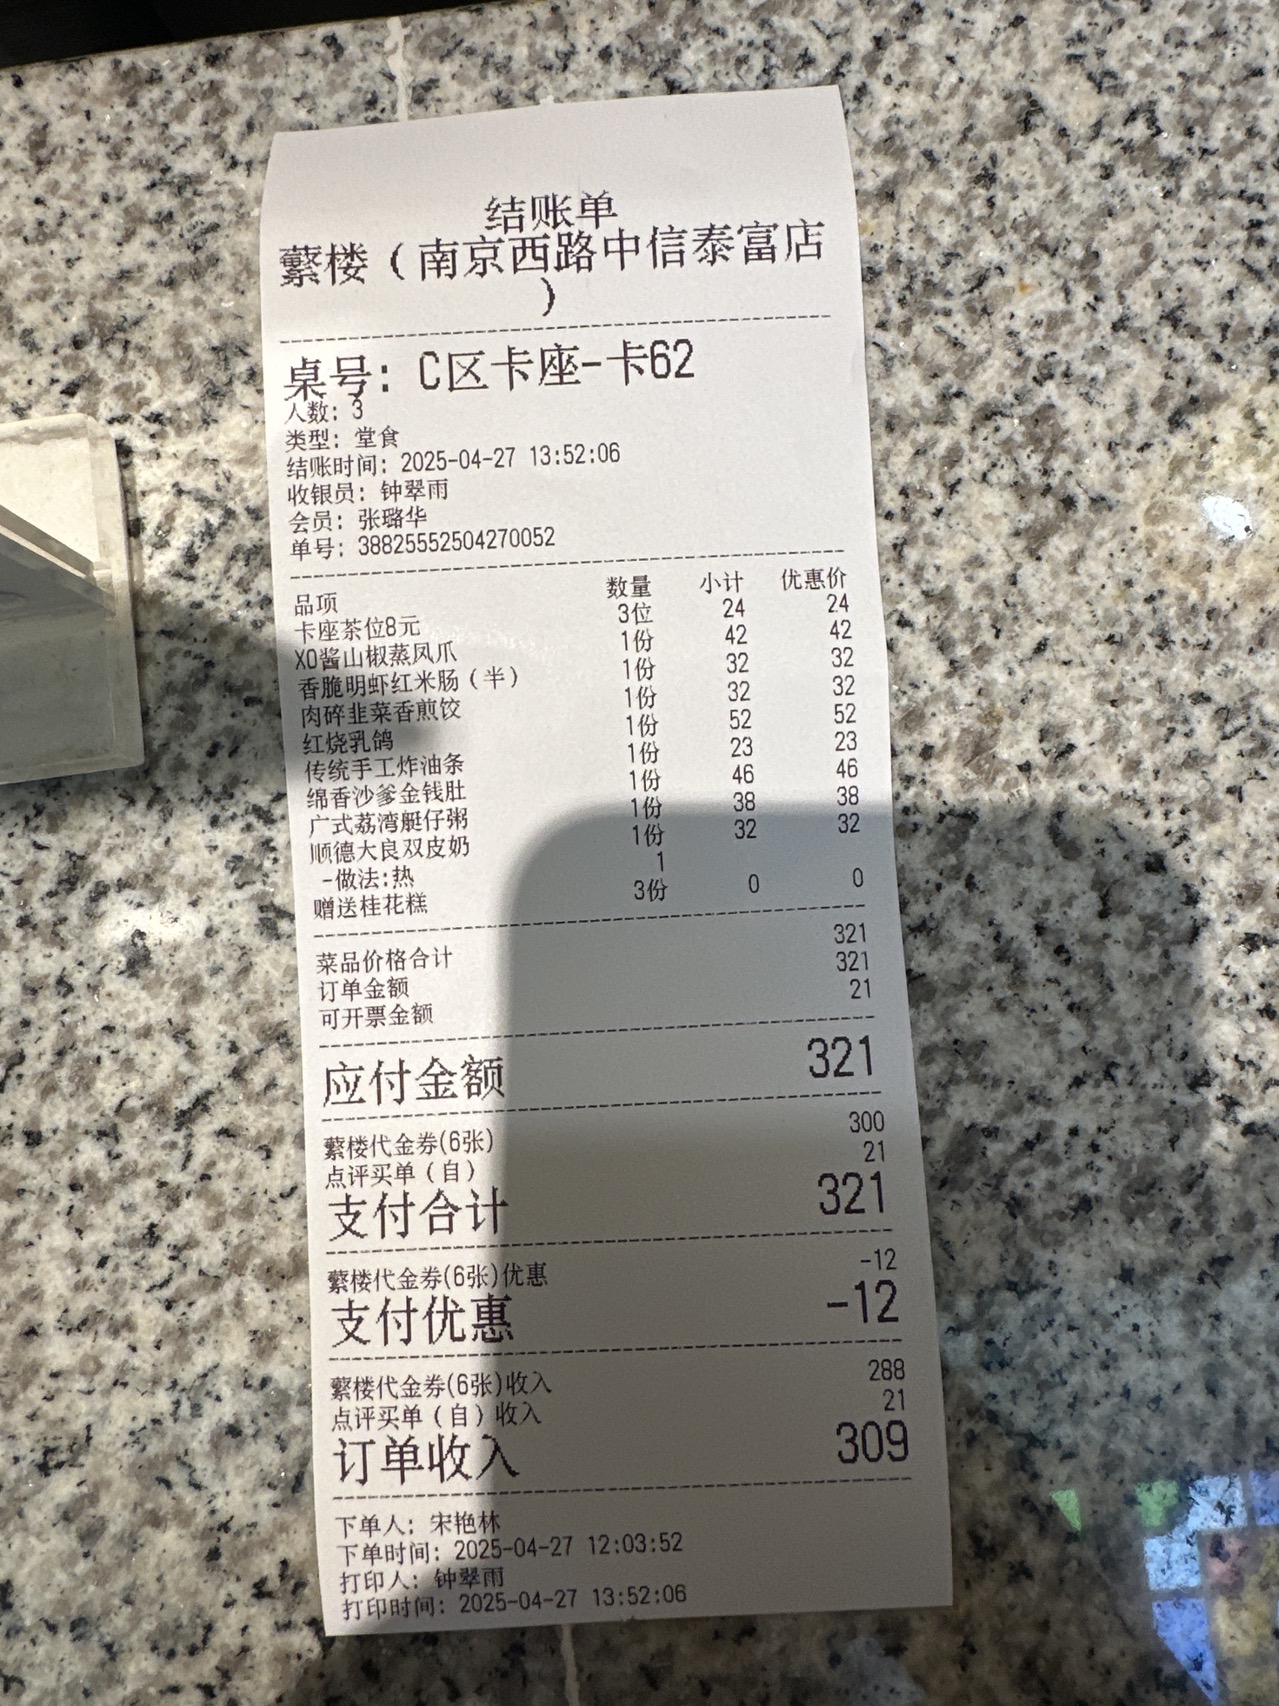 结账单
蘩楼（南京西路中信泰富店
）
桌号: C区卡座-卡62
人数: 3
类型: 堂食
结账时间: 2025-04-27 13:52:06
收银员: 钟翠雨
会员: 张璐华
单号: 38825552504270052
品项 数量 小计 优惠价
卡座茶位8元 3位 24 24
XO酱山椒蒸凤爪 1份 42 42
香脆明虾红米肠（半） 1份 32 32
肉碎韭菜香煎饺 1份 32 32
红烧乳鸽 1份 52 52
传统手工炸油条 1份 23 23
绵香沙爹金钱肚 1份 46 46
广式荔湾艇仔粥 1份 38 38
顺德大良双皮奶 1份 32 32
-做法:热 1
赠送桂花糕 3份 0 0
菜品价格合计 321
订单金额 321
可开票金额 21
应付金额 321
蘩楼代金券(6张) 300
点评买单（自） 21
支付合计 321
蘩楼代金券(6张)优惠 -12
支付优惠 -12
蘩楼代金券(6张)收入 288
点评买单（自）收入 21
订单收入 309
下单人: 宋艳林
下单时间: 2025-04-27 12:03:52
打印人: 钟翠雨
打印时间: 2025-04-27 13:52:06